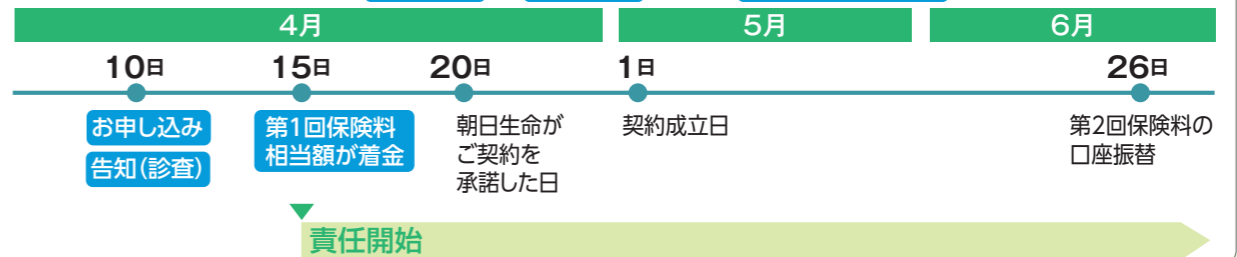 4月
5月
6月
10日
15日
20日
1日
26日
お申し込み
告知(診査)
第1回保険料
相当額が着金
朝日生命が
ご契約を
承諾した日
契約成立日
第2回保険料の
口座振替
責任開始